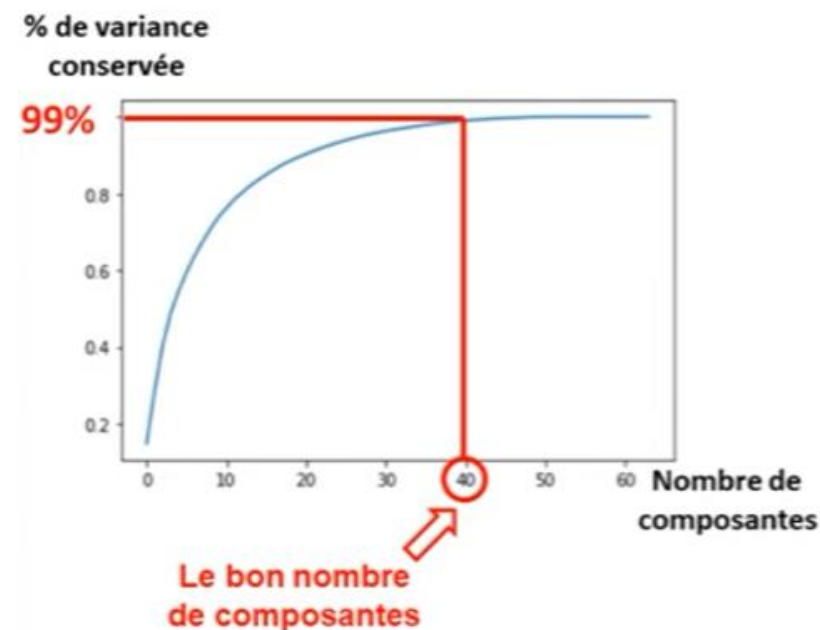 % de variance
conservée
99%
0.8
0.6
0.4
0.2
0 10 20 30 40 50 60
Nombre de
composantes
Le bon nombre
de composantes